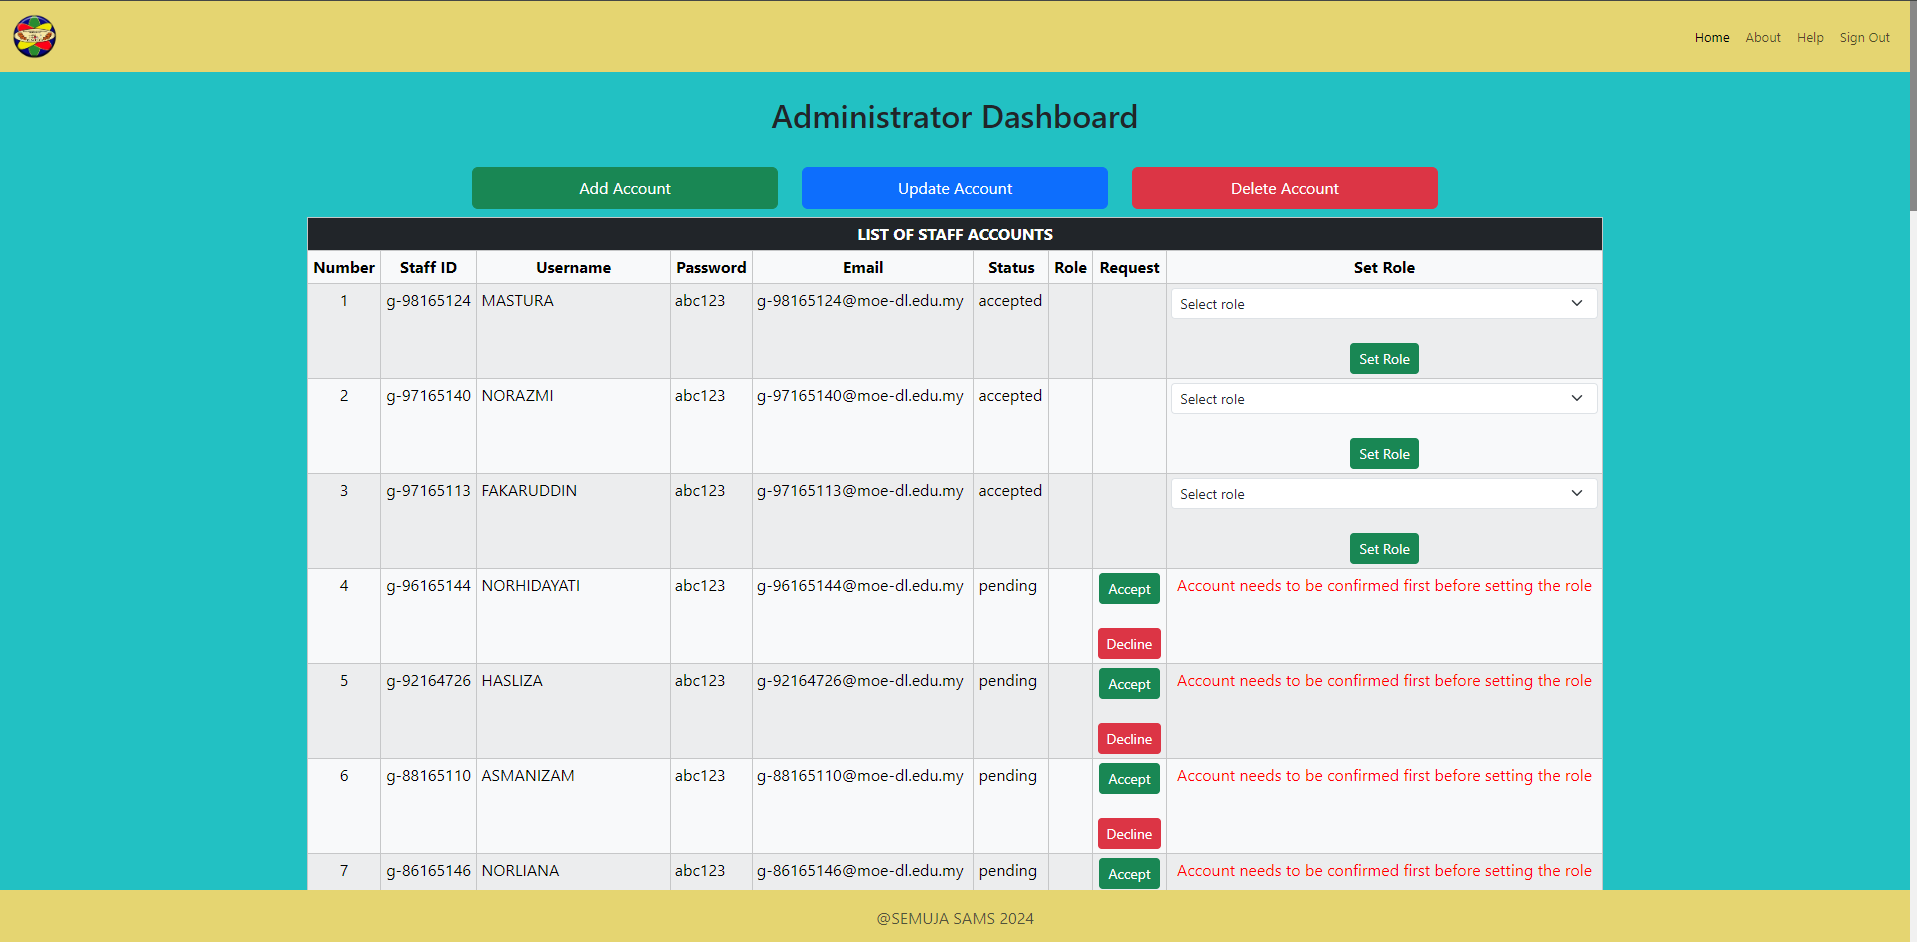 Home About Help Sign Out
Administrator Dashboard
Add Account Update Account Delete Account
LIST OF STAFF ACCOUNTS
Number Staff ID Username Password Email Status Role Request Set Role
1 g-98165124 MASTURA abc123 g-98165124@moe-dl.edu.my accepted Select role
Set Role
2 g-97165140 NORAZMI abc123 g-97165140@moe-dl.edu.my accepted Select role
Set Role
3 g-97165113 FAKARUDDIN abc123 g-97165113@moe-dl.edu.my accepted Select role
Set Role
4 g-96165144 NORHIDAYATI abc123 g-96165144@moe-dl.edu.my pending Accept Account needs to be confirmed first before setting the role
Decline
5 g-92164726 HASLIZA abc123 g-92164726@moe-dl.edu.my pending Accept Account needs to be confirmed first before setting the role
Decline
6 g-88165110 ASMANIZAM abc123 g-88165110@moe-dl.edu.my pending Accept Account needs to be confirmed first before setting the role
Decline
7 g-86165146 NORLIANA abc123 g-86165146@moe-dl.edu.my pending Accept Account needs to be confirmed first before setting the role
@SEMUJA SAMS 2024